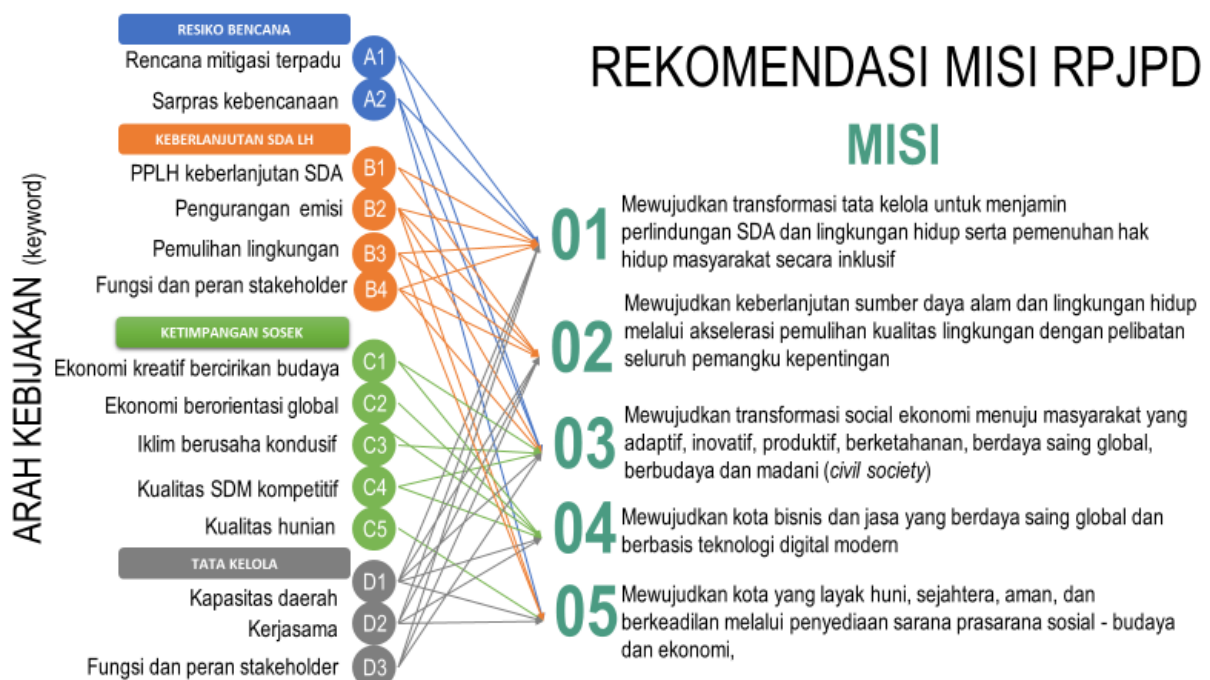 ARAH KEBIJAKAN (keyword)
RESIKO BENCANA
Rencana mitigasi terpadu A1
Sarpras kebencanaan A2
KEBERLANJUTAN SDA LH
PPLH keberlanjutan SDA B1
Pengurangan emisi B2
Pemulihan lingkungan B3
Fungsi dan peran stakeholder B4
KETIMPANGAN SOSEK
Ekonomi kreatif bercirikan budaya C1
Ekonomi berorientasi global C2
Iklim berusaha kondusif C3
Kualitas SDM kompetitif C4
Kualitas hunian C5
TATA KELOLA
Kapasitas daerah D1
Kerjasama D2
Fungsi dan peran stakeholder D3
REKOMENDASI MISI RPJPD
MISI
01
Mewujudkan transformasi tata kelola untuk menjamin
perlindungan SDA dan lingkungan hidup serta pemenuhan hak
hidup masyarakat secara inklusif
02
Mewujudkan keberlanjutan sumber daya alam dan lingkungan hidup
melalui akselerasi pemulihan kualitas lingkungan dengan pelibatan
seluruh pemangku kepentingan
03
Mewujudkan transformasi social ekonomi menuju masyarakat yang
adaptif, inovatif, produktif, berketahanan, berdaya saing global,
berbudaya dan madani (civil society)
04
Mewujudkan kota bisnis dan jasa yang berdaya saing global dan
berbasis teknologi digital modern
05
Mewujudkan kota yang layak huni, sejahtera, aman, dan
berkeadilan melalui penyediaan sarana prasarana sosial - budaya
dan ekonomi,